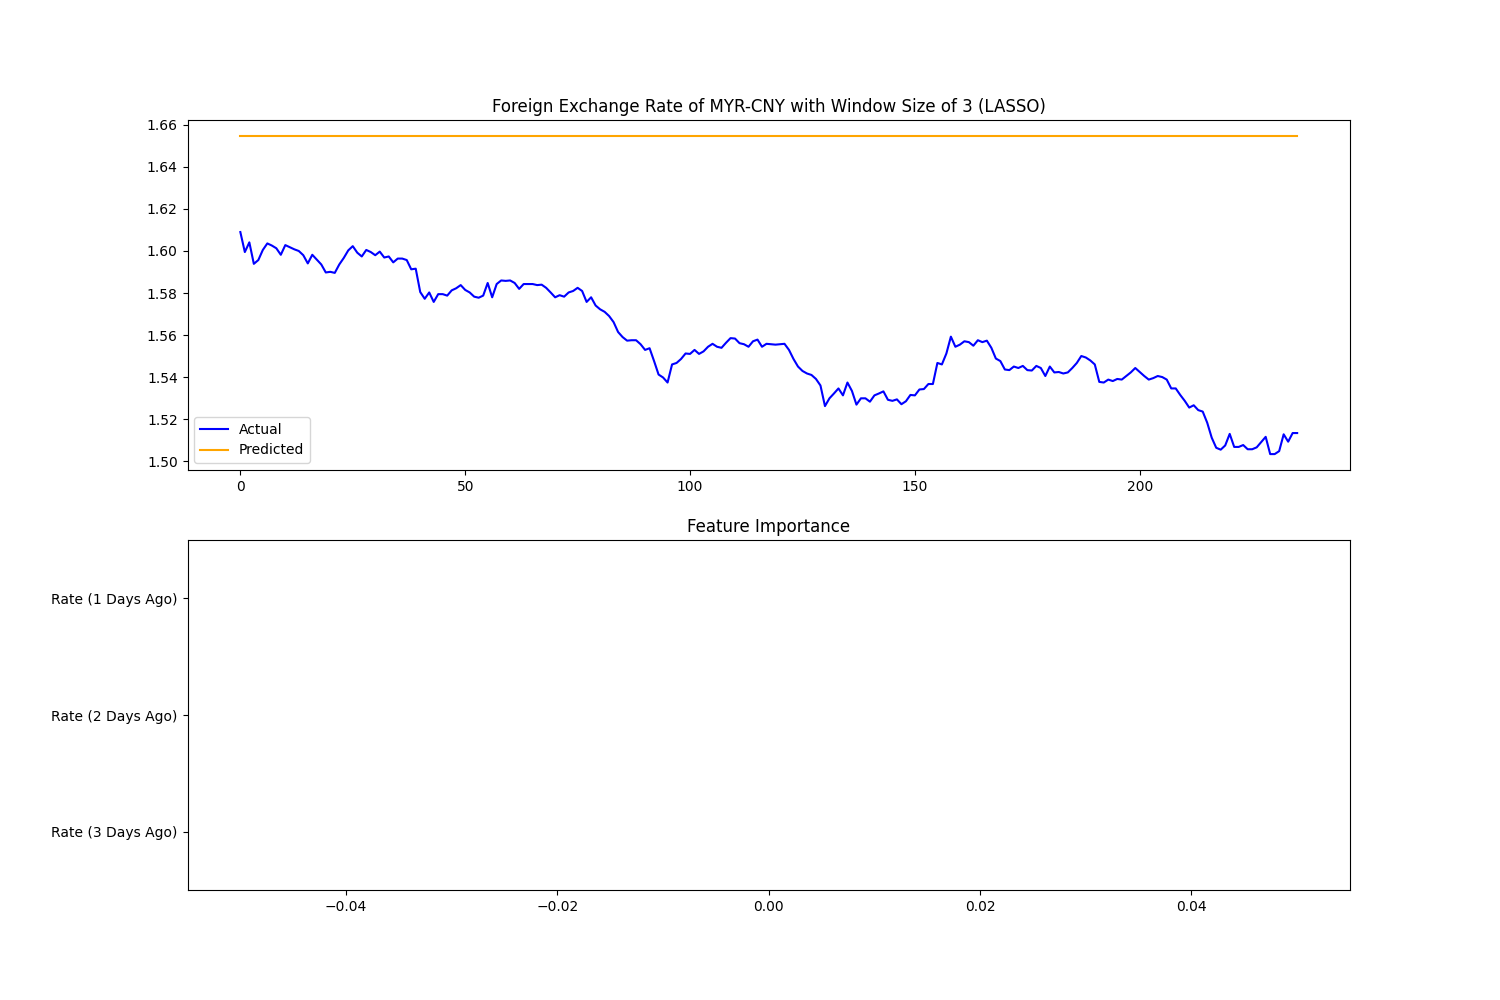 Foreign Exchange Rate of MYR-CNY with Window Size of 3 (LASSO)
1.66
1.64
1.62
1.60
1.58
1.56
1.54
1.52
1.50
Actual
Predicted
0 50 100 150 200
Feature Importance
Rate (1 Days Ago)
Rate (2 Days Ago)
Rate (3 Days Ago)
−0.04 −0.02 0.00 0.02 0.04